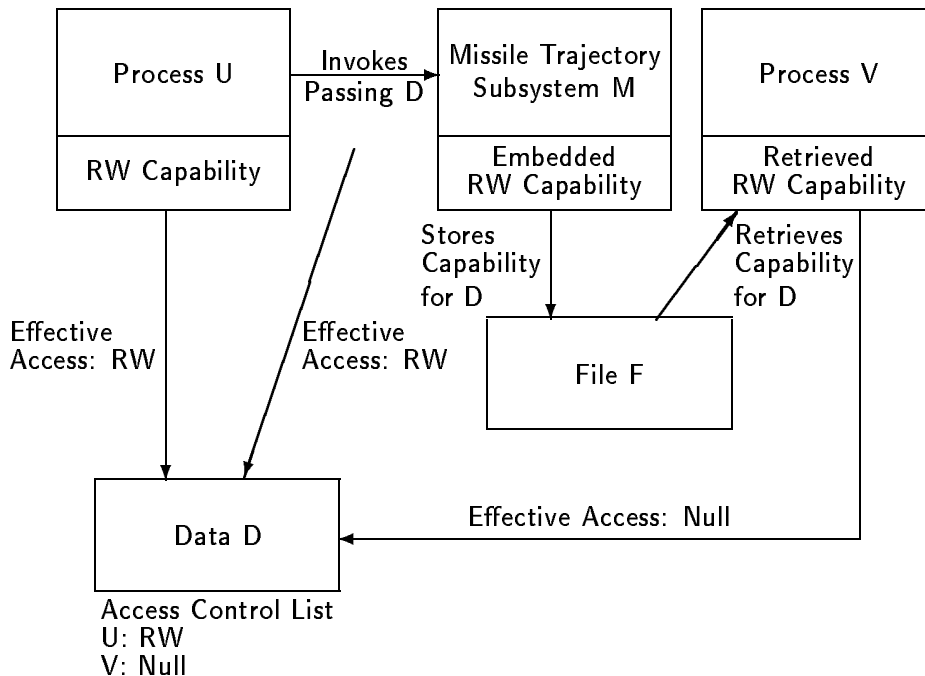 Process U
RW Capability
Invokes
Passing D
Missile Trajectory
Subsystem M
Embedded
RW Capability
Process V
Retrieved
RW Capability
Stores
Capability
for D
Retrieves
Capability
for D
Effective
Access: RW
Effective
Access: RW
File F
Data D
Effective Access: Null
Access Control List
U: RW
V: Null